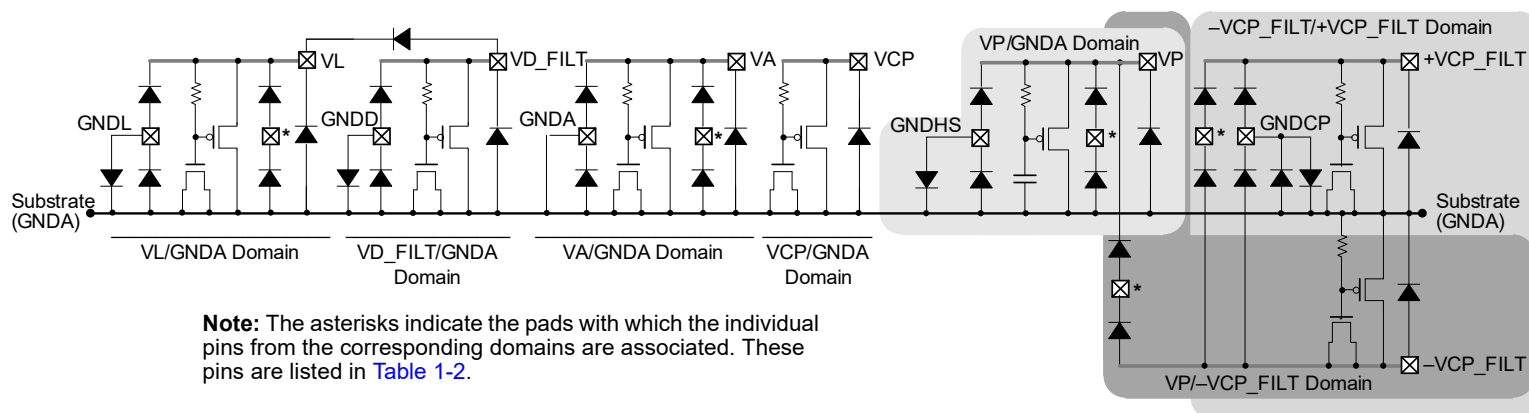 –VCP_FILT/+VCP_FILT Domain
VP/GNDA Domain
VL
VD_FILT
VA
VCP
VP
+VCP_FILT
GNDL
GNDD
GNDA
GNDHS
GNDCP
*
*
*
*
Substrate
(GNDA)
Substrate
(GNDA)
VL/GNDA Domain
VD_FILT/GNDA
Domain
VA/GNDA Domain
VCP/GNDA
Domain
*
Note: The asterisks indicate the pads with which the individual
pins from the corresponding domains are associated. These
pins are listed in Table 1-2.
–VCP_FILT
VP/–VCP_FILT Domain